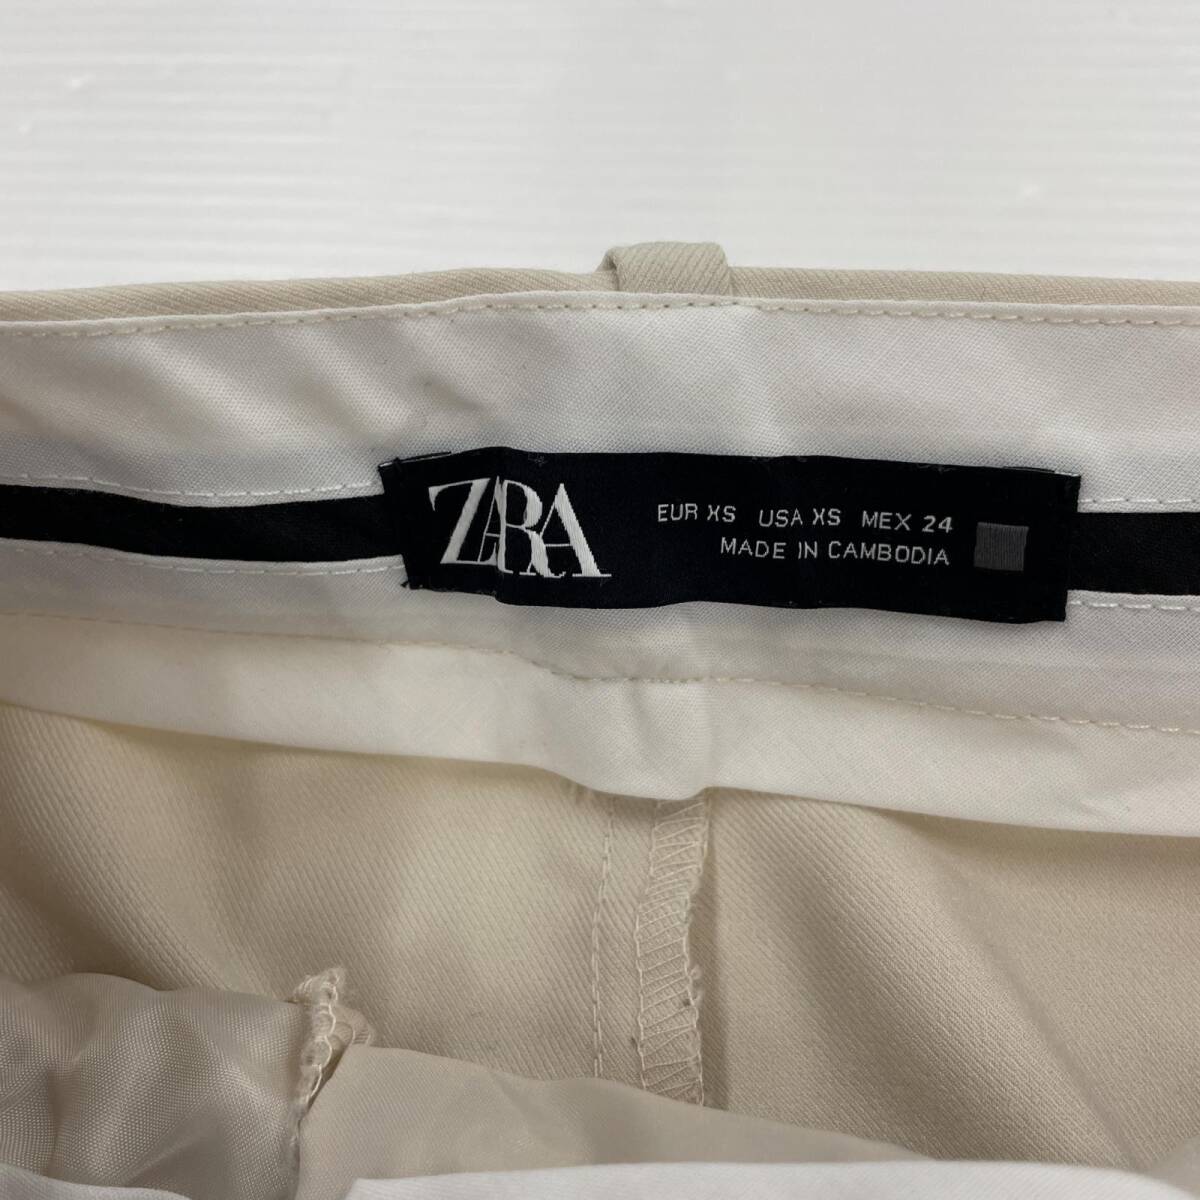 ZARA
EUR XS USA XS MEX 24
MADE IN CAMBODIA